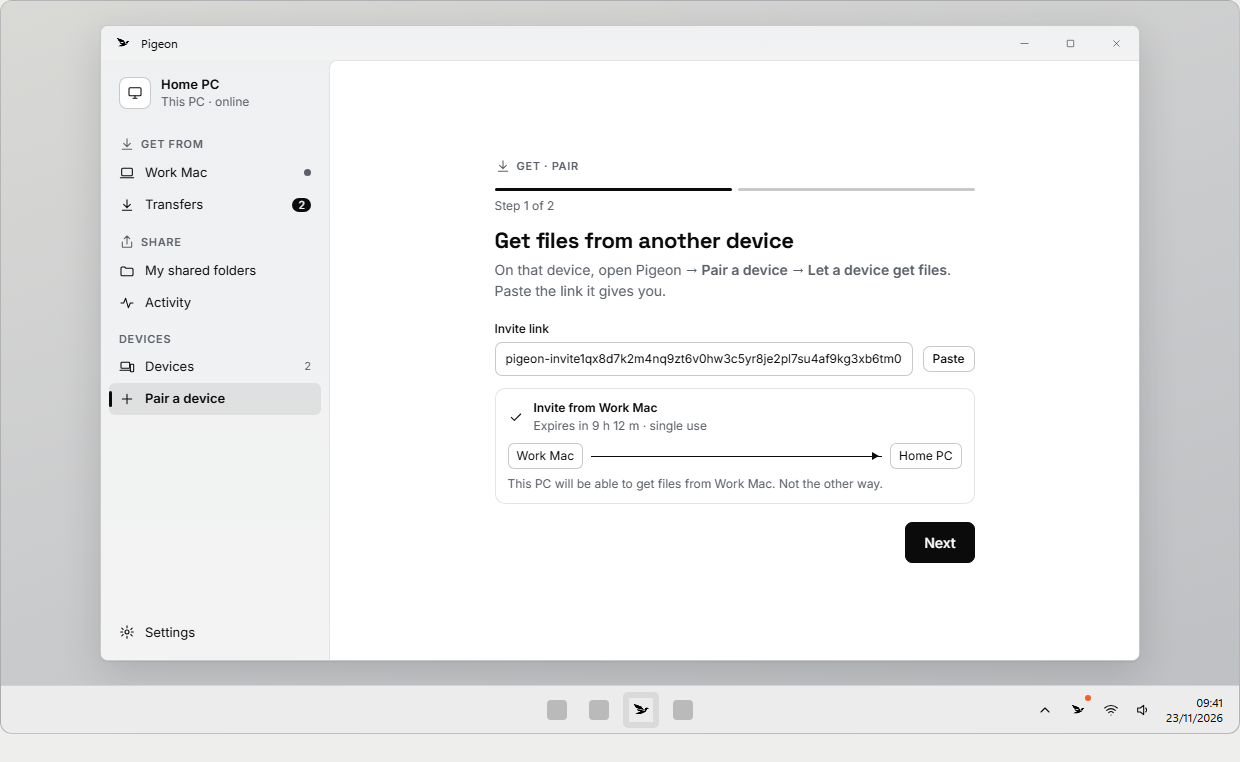 Pigeon
Home PC
This PC · online
GET FROM
Work Mac
Transfers
2
SHARE
My shared folders
Activity
DEVICES
Devices
2
Pair a device
Settings
GET · PAIR
Step 1 of 2
Get files from another device
On that device, open Pigeon → Pair a device → Let a device get files.
Paste the link it gives you.
Invite link
pigeon-invite1qx8d7k2m4nq9zt6v0hw3c5yr8je2pl7su4af9kg3xb6tm0
Paste
Invite from Work Mac
Expires in 9 h 12 m · single use
Work Mac
Home PC
This PC will be able to get files from Work Mac. Not the other way.
Next
09:41
23/11/2026